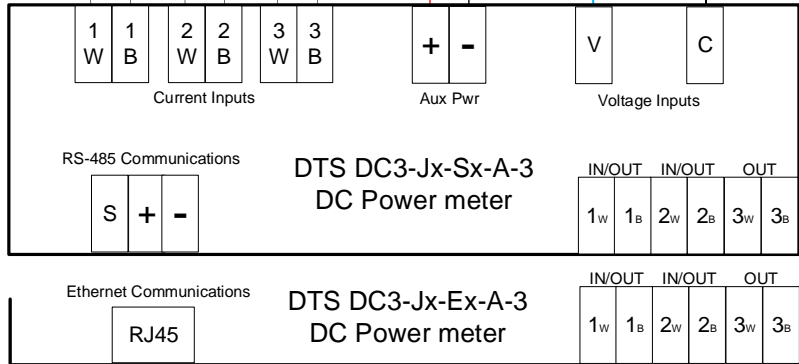 1 1 2 2 3 3
W B W B W B
+ - V C
Current Inputs Aux Pwr Voltage Inputs
RS-485 Communications
S + -
DTS DC3-Jx-Sx-A-3
DC Power meter
IN/OUT IN/OUT OUT
1W 1B 2W 2B 3W 3B
Ethernet Communications
RJ45
DTS DC3-Jx-Ex-A-3
DC Power meter
IN/OUT IN/OUT OUT
1W 1B 2W 2B 3W 3B